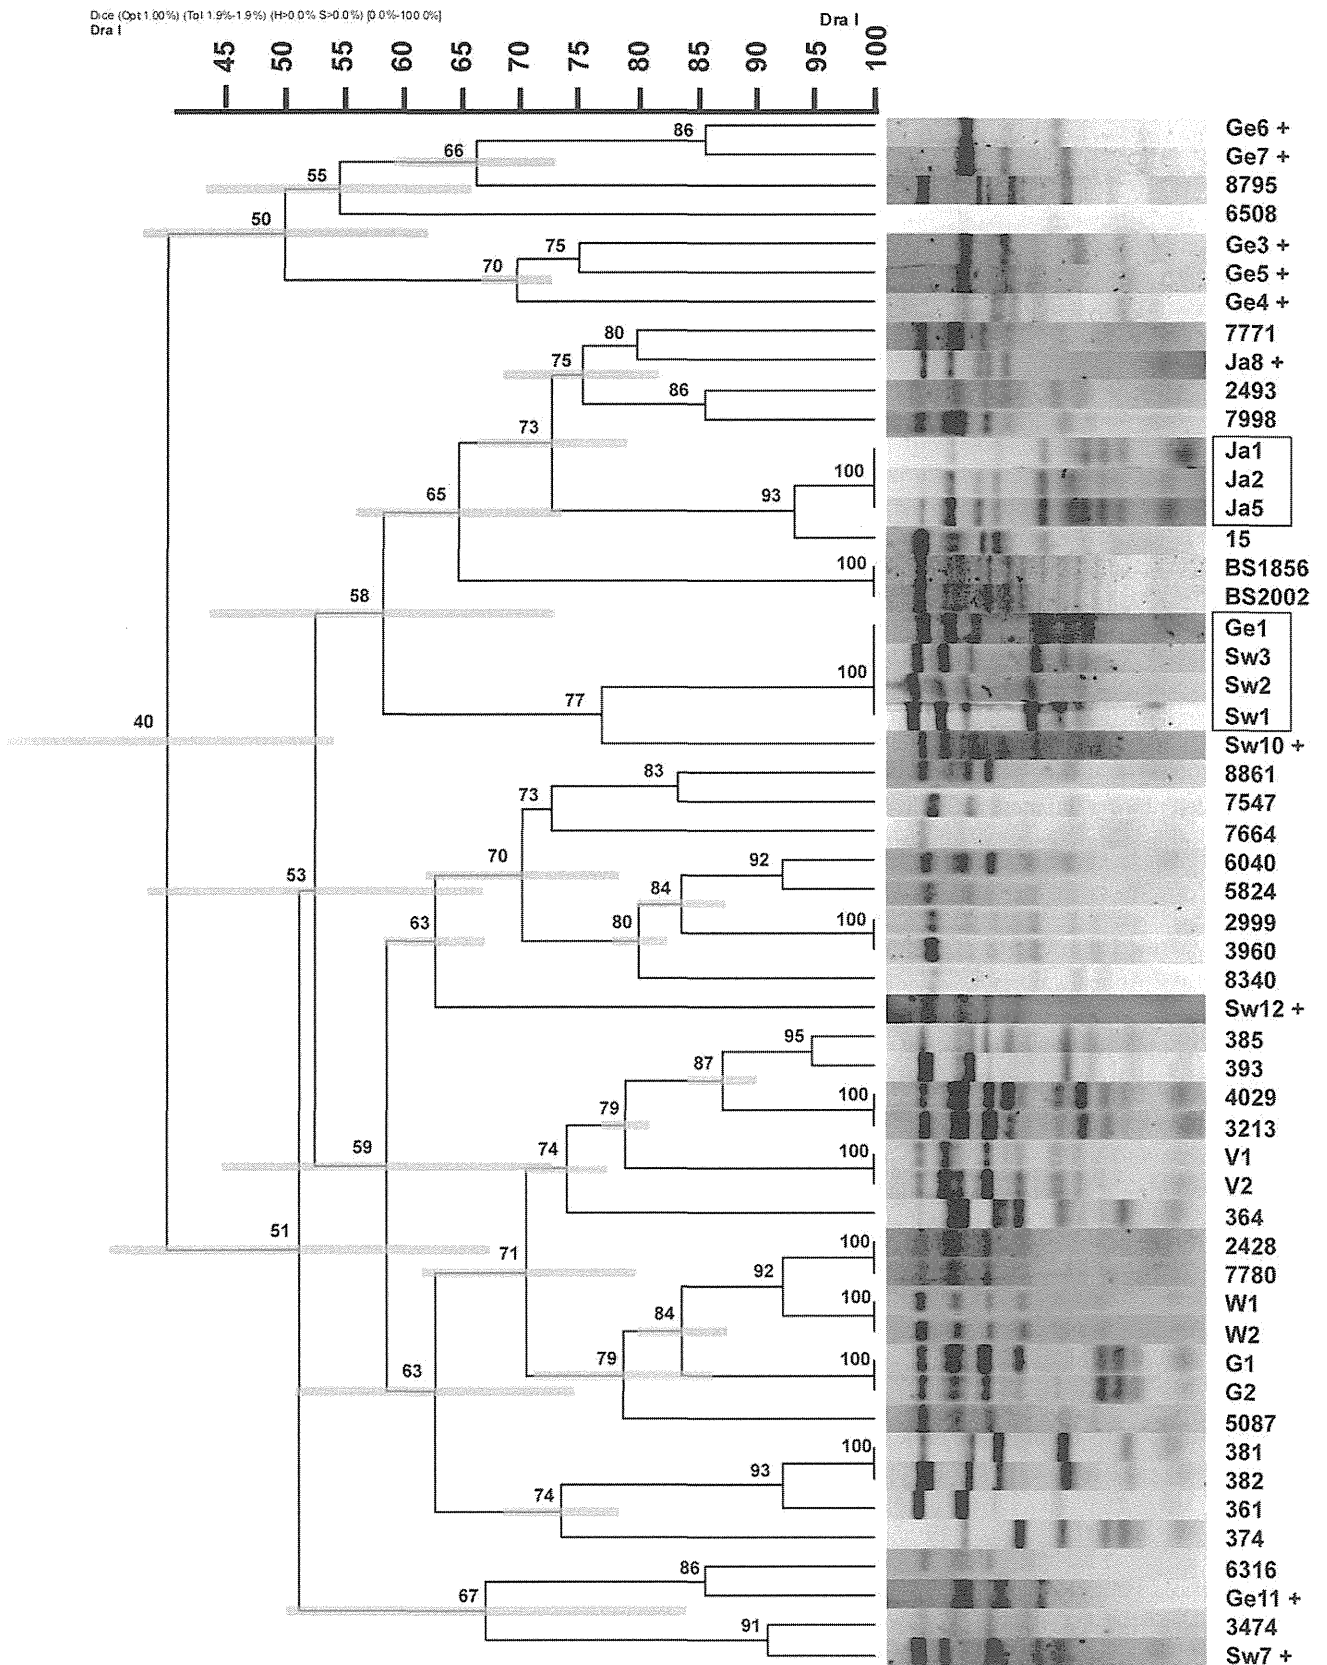 Dice (Opt 1.00%) (Tol 1.9%-1.9%) (H>0.0% S>0.0%) [0.0%-100.0%]
Dra I
Dra I
45 50 55 60 65 70 75 80 85 90 95 100
86 Ge6 +
66 Ge7 +
55 8795
50 6508
75 Ge3 +
70 Ge5 +
Ge4 +
80 7771
75 Ja8 +
86 2493
73 7998
Ja1
100 Ja2
65 93 Ja5
15
100 BS1856
58 BS2002
Ge1
Sw3
100 Sw2
77 Sw1
40 Sw10 +
83 8861
73 7547
7664
70 92 6040
53 84 5824
63 80 100 2999
3960
8340
Sw12 +
95 385
87 393
79 100 4029
3213
59 74 100 V1
V2
364
51 100 2428
71 92 7780
100 W1
84 W2
63 79 100 G1
G2
5087
100 381
93 382
74 361
374
86 6316
67 Ge11 +
91 3474
Sw7 +